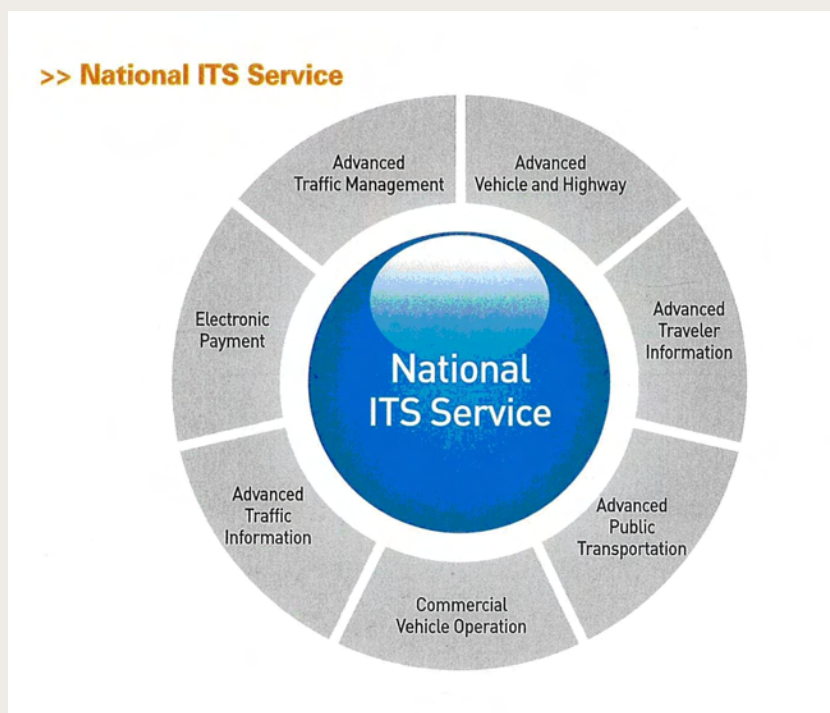 >> National ITS Service
Advanced
Traffic Management
Advanced
Vehicle and Highway
Electronic
Payment
Advanced
Traveler
Information
National
ITS Service
Advanced
Traffic
Information
Advanced
Public
Transportation
Commercial
Vehicle Operation